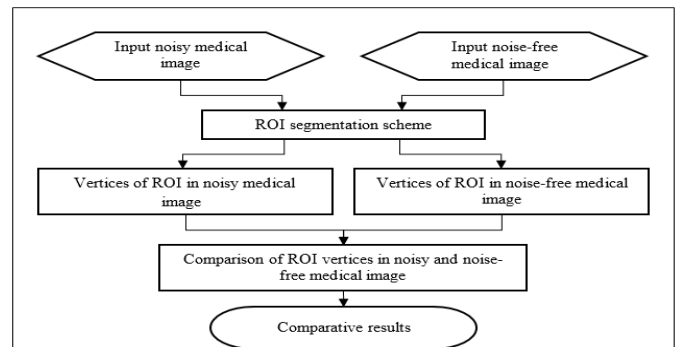 Input noisy medical
image
Input noise-free
medical image
ROI segmentation scheme
Vertices of ROI in noisy medical
image
Vertices of ROI in noise-free medical
image
Comparison of ROI vertices in noisy and noise-
free medical image
Comparative results